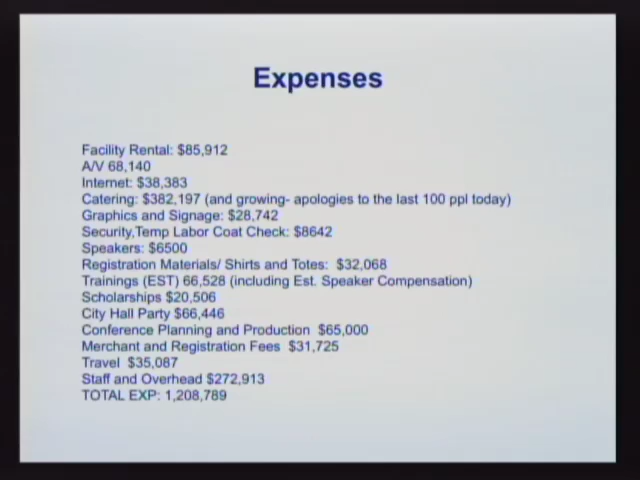 Expenses
Facility Rental: $85,912
A/V 68,140
Internet: $38,383
Catering: $382,197 (and growing- apologies to the last 100 ppl today)
Graphics and Signage: $28,742
Security,Temp Labor Coat Check: $8642
Speakers: $6500
Registration Materials/ Shirts and Totes:  $32,068
Trainings (EST) 66,528 (including Est. Speaker Compensation)
Scholarships $20,506
City Hall Party $66,446
Conference Planning and Production  $65,000
Merchant and Registration Fees  $31,725
Travel  $35,087
Staff and Overhead $272,913
TOTAL EXP: 1,208,789